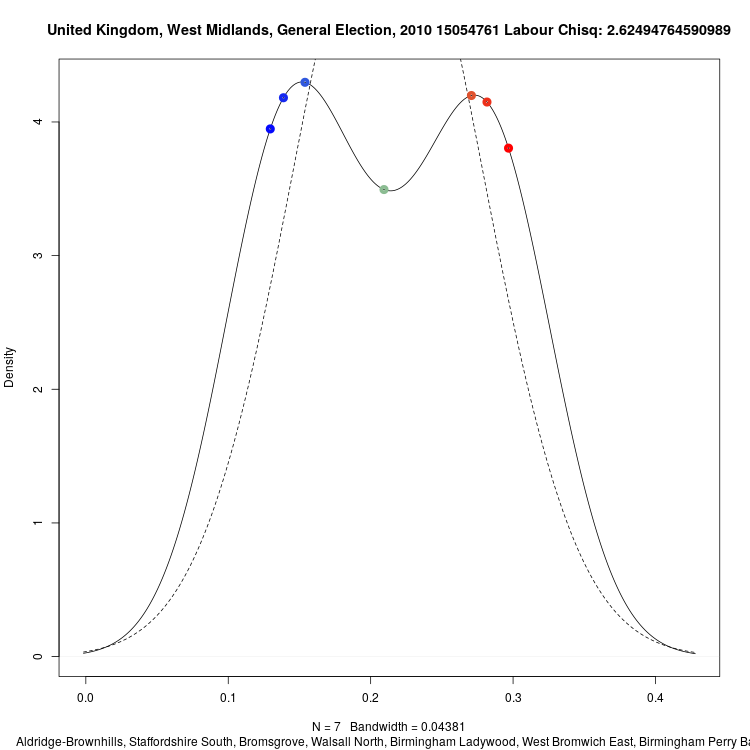 United Kingdom, West Midlands, General Election, 2010 15054761 Labour Chisq: 2.62494764590989
Density
4
3
2
1
0
0.0 0.1 0.2 0.3 0.4
N = 7 Bandwidth = 0.04381
Aldridge-Brownhills, Staffordshire South, Bromsgrove, Walsall North, Birmingham Ladywood, West Bromwich East, Birmingham Perry Ba